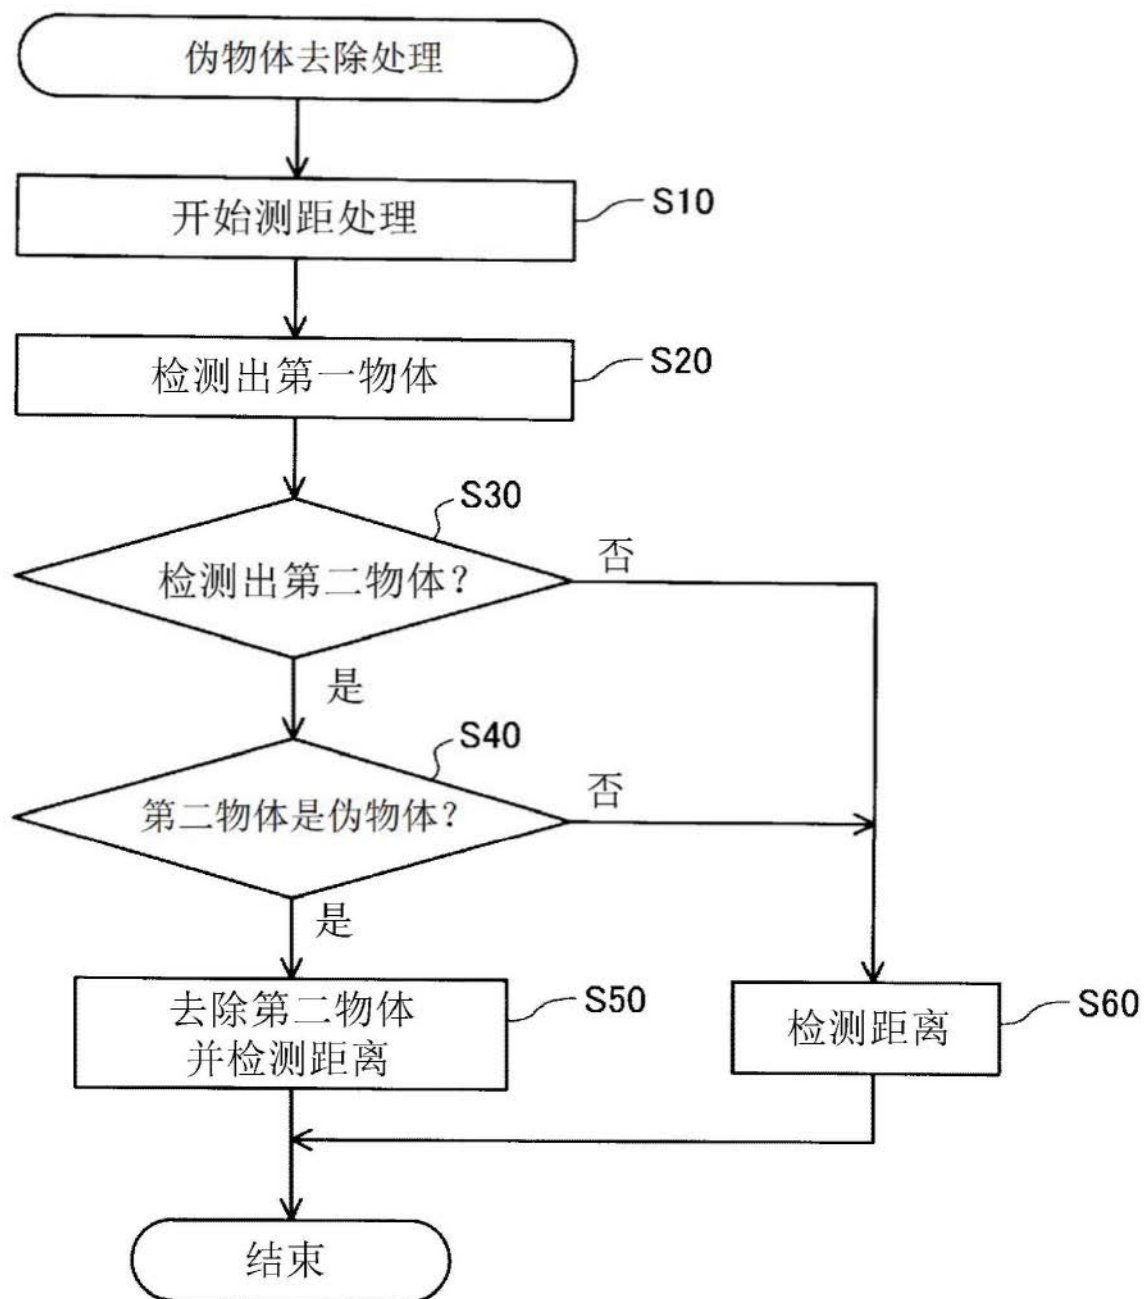 伪物体去除处理
开始测距处理
S10
检测出第一物体
S20
S30
检测出第二物体?
否
是
S40
第二物体是伪物体?
否
是
去除第二物体
并检测距离
S50
检测距离
S60
结束